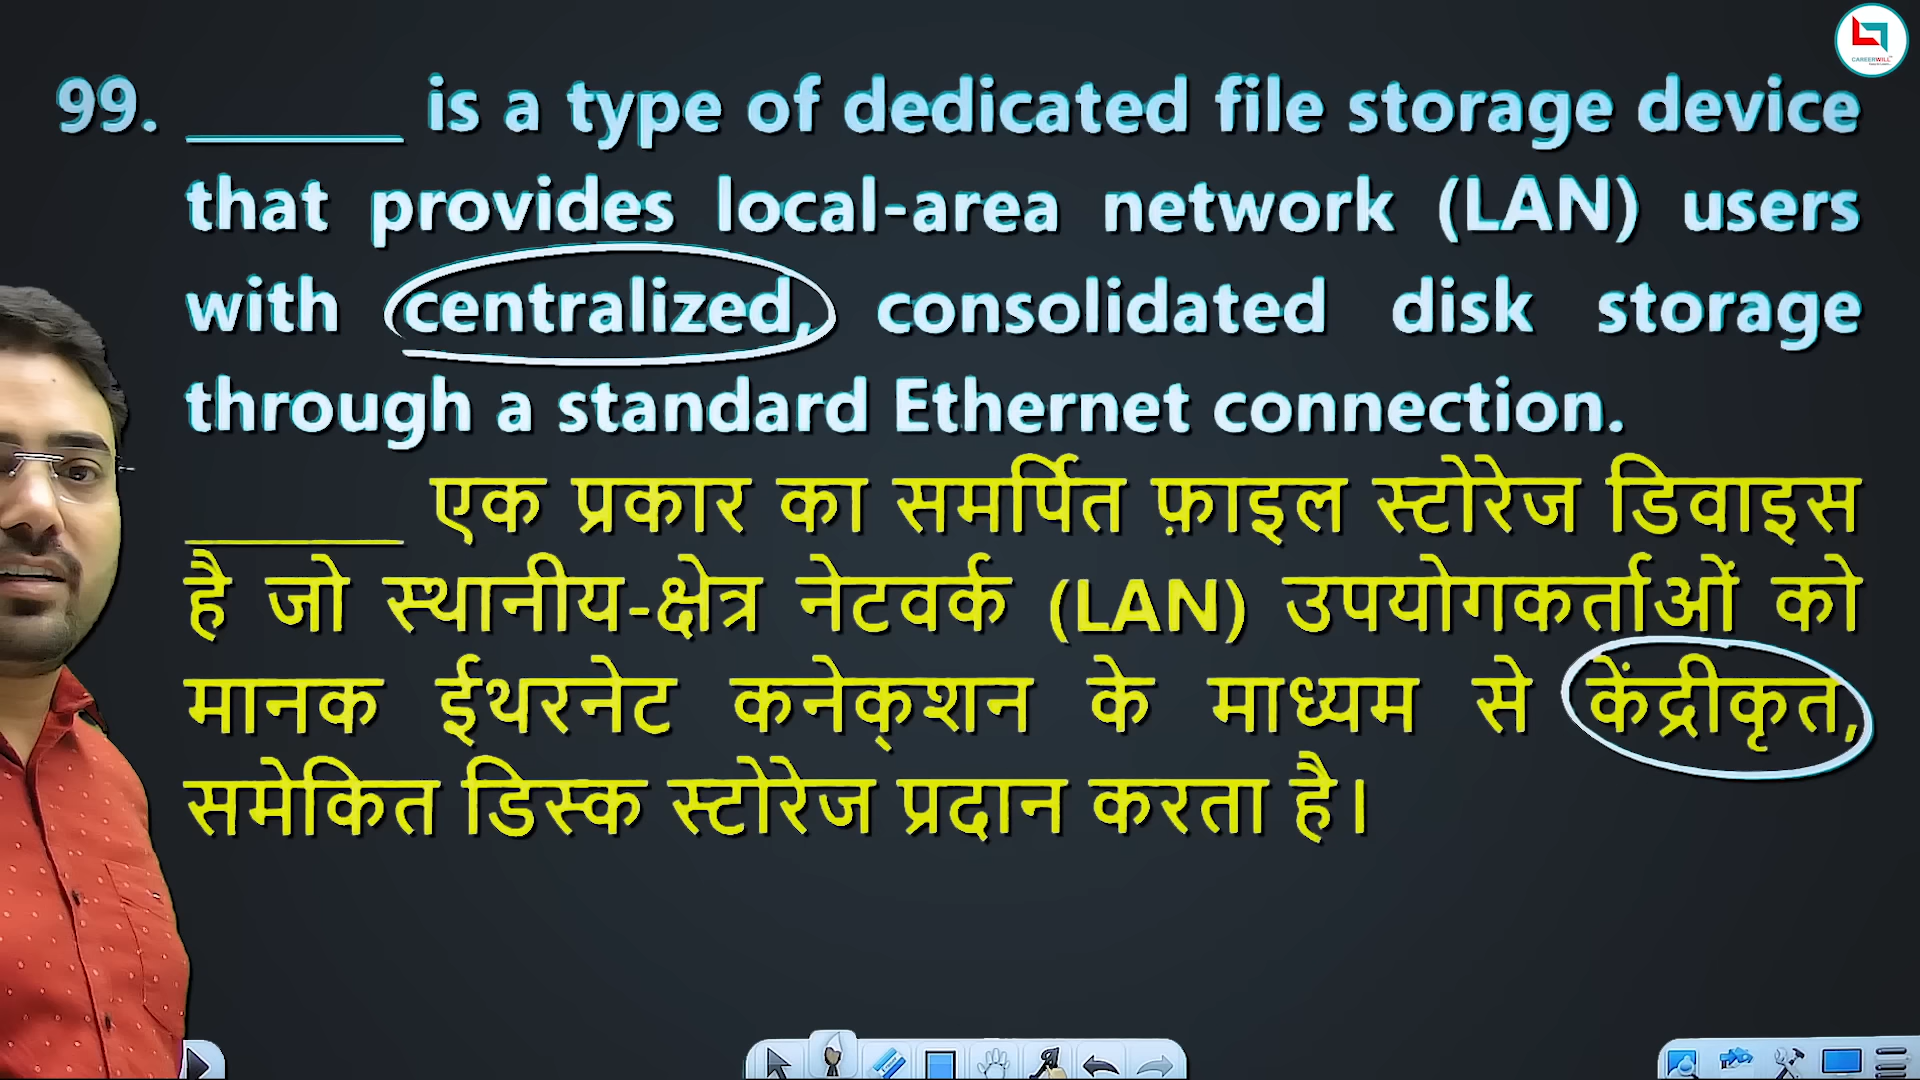 CAREERWILL
99. ______ is a type of dedicated file storage device
that provides local-area network (LAN) users
with centralized, consolidated disk storage
through a standard Ethernet connection.
______ एक प्रकार का समर्पित फ़ाइल स्टोरेज डिवाइस
है जो स्थानीय-क्षेत्र नेटवर्क (LAN) उपयोगकर्ताओं को
मानक ईथरनेट कनेक्शन के माध्यम से केंद्रीकृत,
समेकित डिस्क स्टोरेज प्रदान करता है।